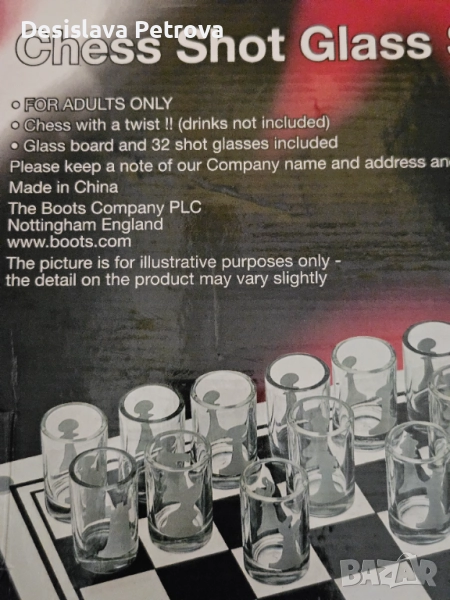 Desislava Petrova
Chess Shot Glass
• FOR ADULTS ONLY
• Chess with a twist !! (drinks not included)
• Glass board and 32 shot glasses included
Please keep a note of our Company name and address and
Made in China
The Boots Company PLC
Nottingham England
www.boots.com
The picture is for illustrative purposes only -
the detail on the product may vary slightly
BAZAR